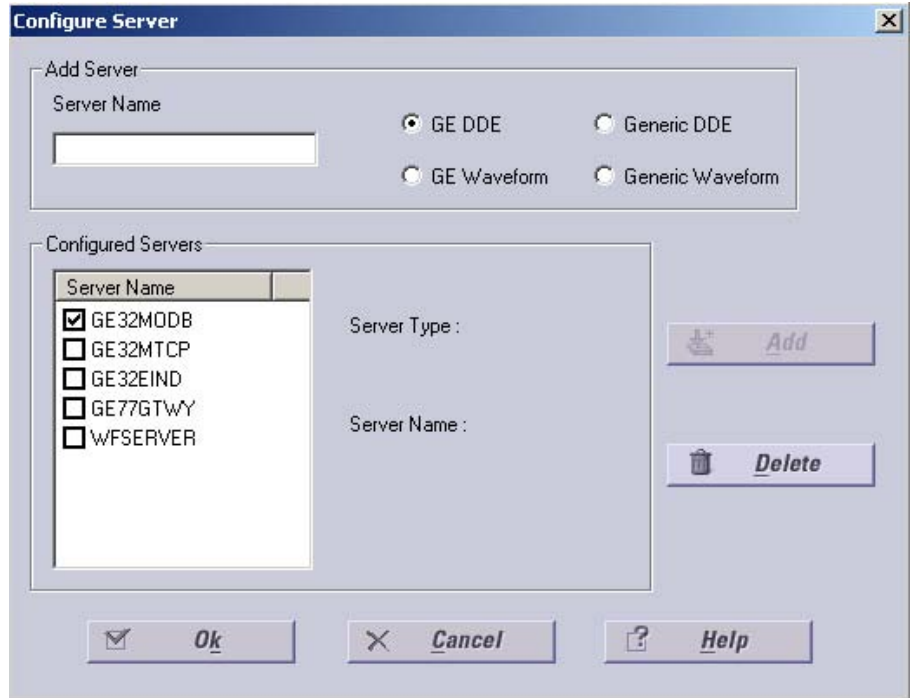 Configure Server
Add Server
Server Name
GE DDE
Generic DDE
GE Waveform
Generic Waveform
Configured Servers
Server Name
GE32MODB
GE32MTCP
GE32EIND
GE77GTWY
WFSERVER
Server Type :
Server Name :
Add
Delete
Ok
Cancel
Help